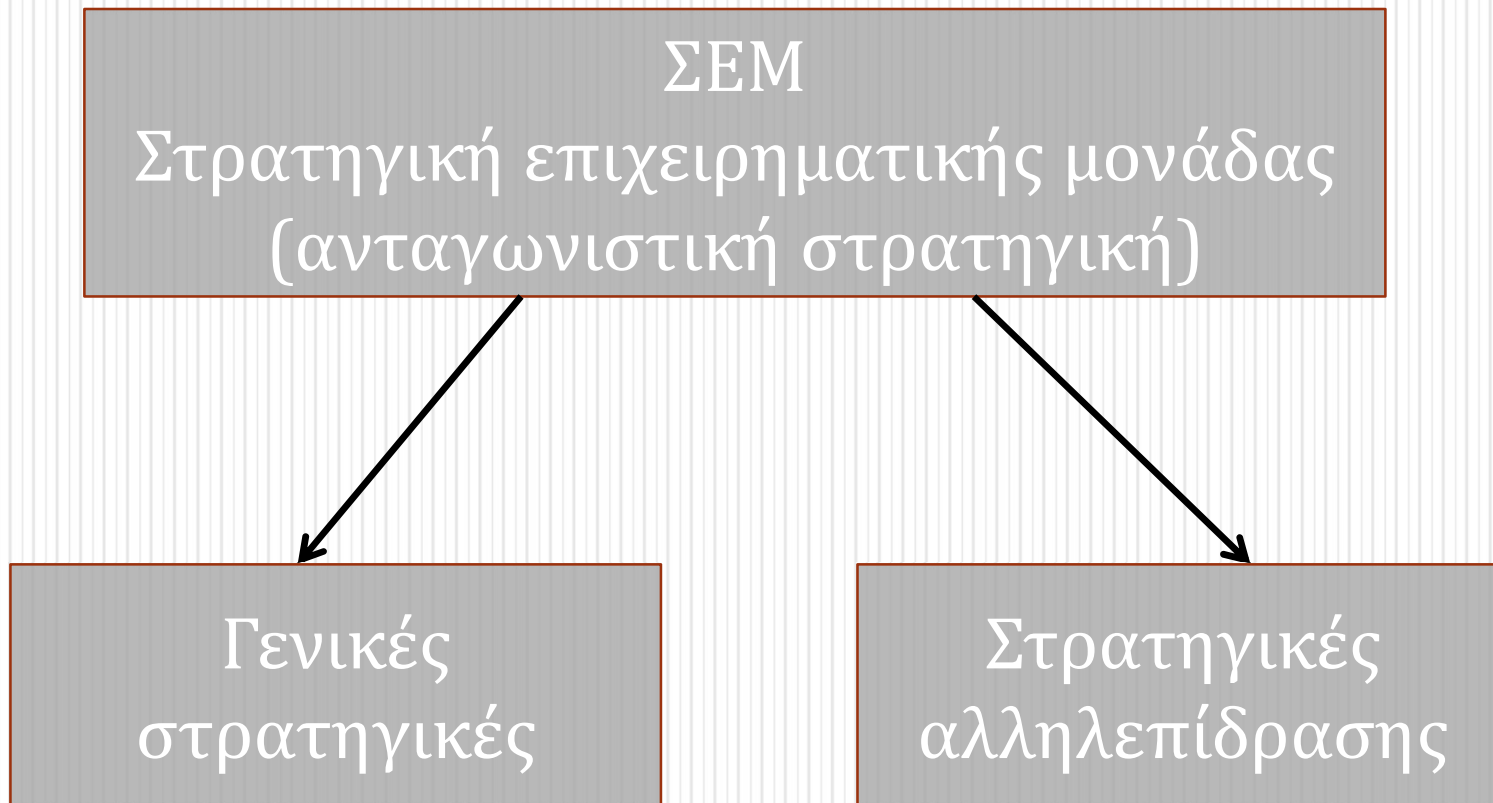 ΣΕΜ
Στρατηγική επιχειρηματικής μονάδας
(ανταγωνιστική στρατηγική)
Γενικές
στρατηγικές
Στρατηγικές
αλληλεπίδρασης